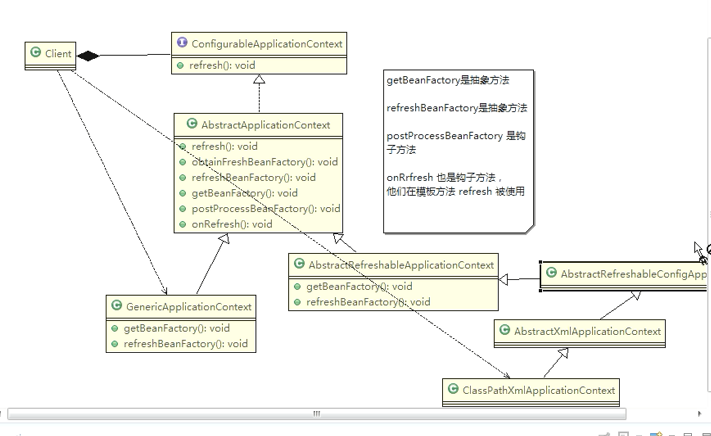 Client
ConfigurableApplicationContext
refresh(): void
AbstractApplicationContext
refresh(): void
obtainFreshBeanFactory(): void
refreshBeanFactory(): void
getBeanFactory(): void
postProcessBeanFactory(): void
onRefresh(): void
getBeanFactory是抽象方法
refreshBeanFactory是抽象方法
postProcessBeanFactory 是钩
子方法
onRrfresh 也是钩子方法，
他们在模板方法 refresh 被使用
AbstractRefreshableApplicationContext
getBeanFactory(): void
refreshBeanFactory(): void
AbstractRefreshableConfigApp
GenericApplicationContext
getBeanFactory(): void
refreshBeanFactory(): void
AbstractXmlApplicationContext
ClassPathXmlApplicationContext